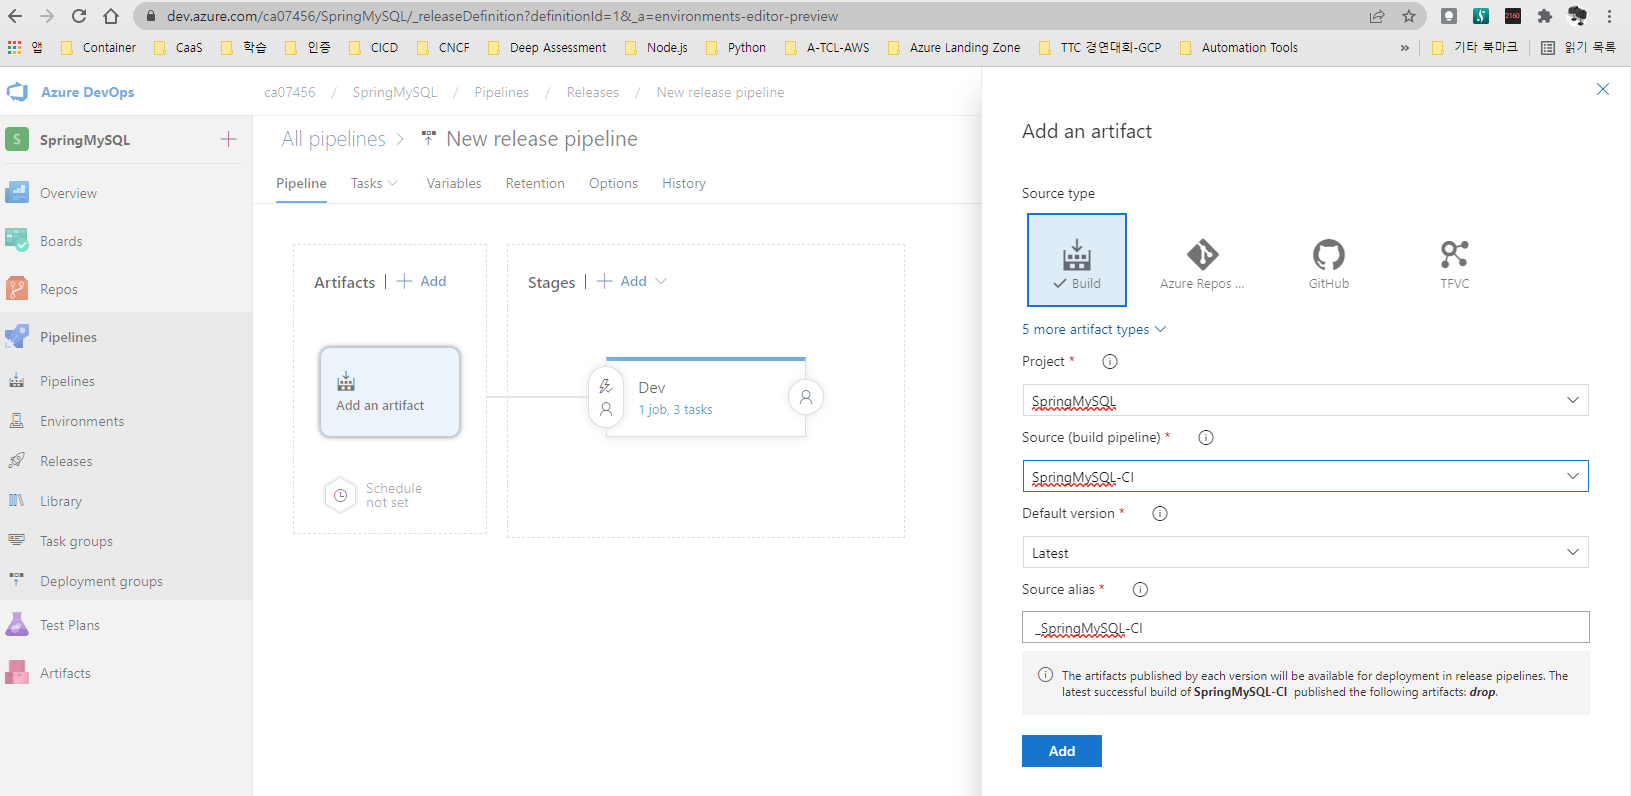 dev.azure.com/ca07456/SpringMySQL/_releaseDefinition?definitionId=1&_a=environments-editor-preview
2160
앱 Container CaaS 학습 인증 CICD CNCF Deep Assessment Node.js Python A-TCL-AWS Azure Landing Zone TTC 경연대회-GCP Automation Tools » 기타 북마크 읽기 목록
Azure DevOps
ca07456 / SpringMySQL / Pipelines / Releases / New release pipeline
S SpringMySQL
Overview
Boards
Repos
Pipelines
Pipelines
Environments
Releases
Library
Task groups
Deployment groups
Test Plans
Artifacts
All pipelines > New release pipeline
Pipeline Tasks Variables Retention Options History
Artifacts | + Add
Add an artifact
Schedule
not set
Stages | + Add
Dev
1 job, 3 tasks
Add an artifact
Source type
Build
Azure Repos ...
GitHub
TFVC
5 more artifact types
Project *
SpringMySQL
Source (build pipeline) *
SpringMySQL-CI
Default version *
Latest
Source alias *
_SpringMySQL-CI
The artifacts published by each version will be available for deployment in release pipelines. The
latest successful build of SpringMySQL-CI published the following artifacts: drop.
Add